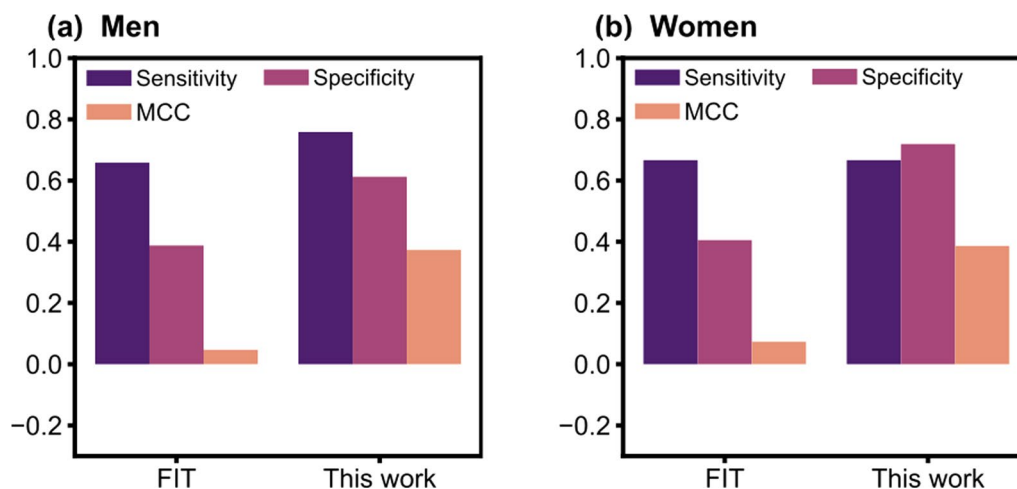 (a) Men
1.0
Sensitivity Specificity
MCC
0.8
0.6
0.4
0.2
0.0
−0.2
FIT This work
(b) Women
1.0
Sensitivity Specificity
MCC
0.8
0.6
0.4
0.2
0.0
−0.2
FIT This work